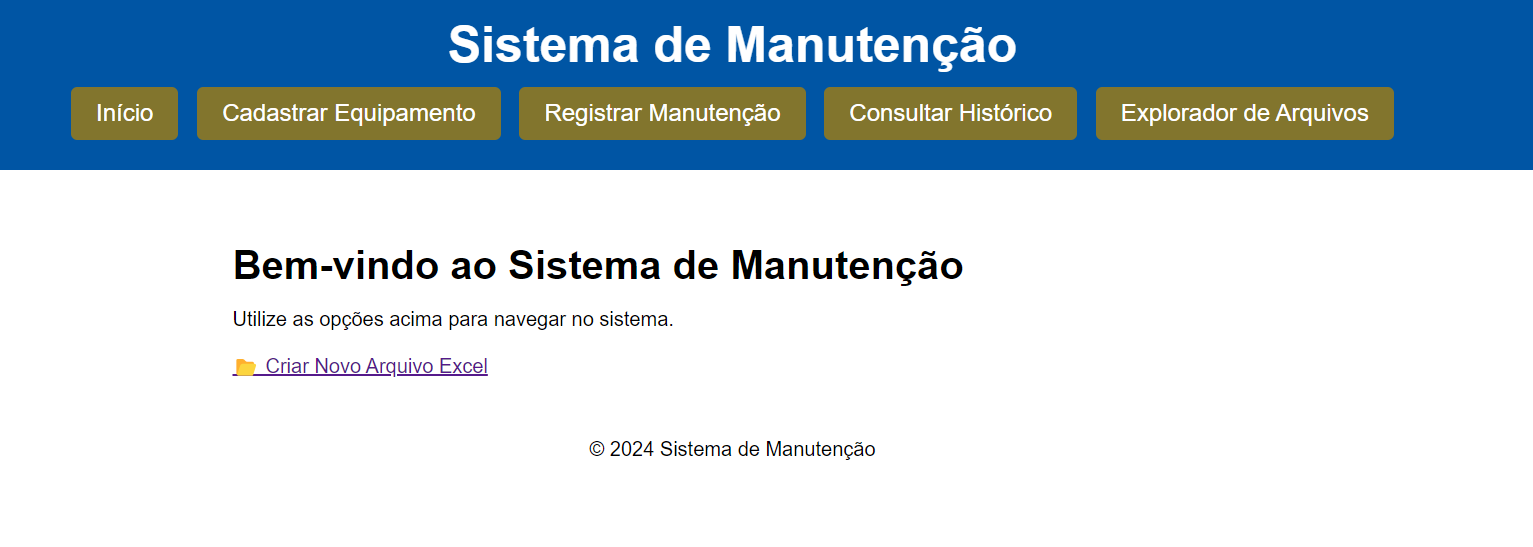 Sistema de Manutenção
Início Cadastrar Equipamento Registrar Manutenção Consultar Histórico Explorador de Arquivos
Bem-vindo ao Sistema de Manutenção
Utilize as opções acima para navegar no sistema.
📂 Criar Novo Arquivo Excel
© 2024 Sistema de Manutenção